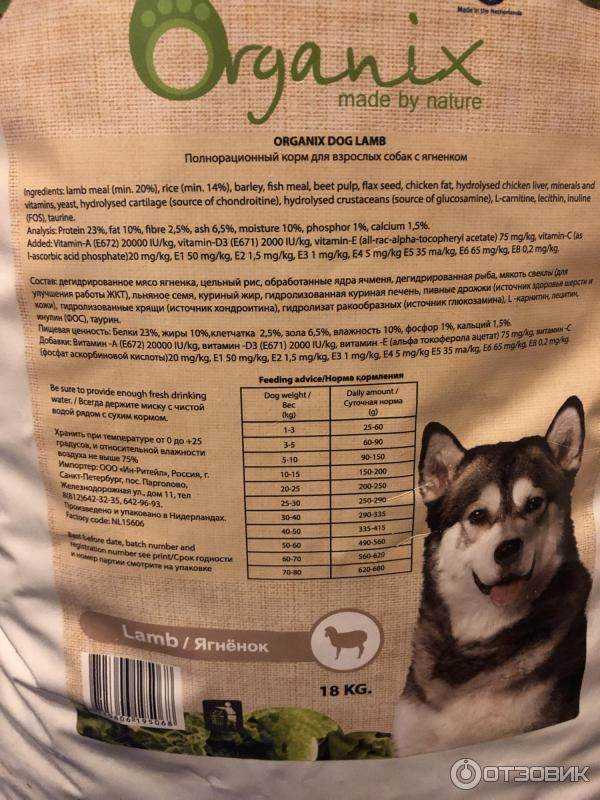 Made in the Netherlands
Organix
made by nature
ORGANIX DOG LAMB
Полнорационный корм для взрослых собак с ягненком
Ingredients: lamb meal (min. 20%), rice (min. 14%), barley, fish meal, beet pulp, flax seed, chicken fat, hydrolysed chicken liver, minerals and
vitamins, yeast, hydrolysed cartilage (source of chondroitine), hydrolysed crustaceans (source of glucosamine), L-carnitine, lecithin, inuline
(FOS), taurine.
Analysis: Protein 23%, fat 10%, fibre 2,5%, ash 6,5%, moisture 10%, phosphor 1%, calcium 1,5%.
Added: Vitamin-A (E672) 20000 IU/kg, vitamin-D3 (E671) 2000 IU/kg, vitamin-E (all-rac-alpha-tocopheryl acetate) 75 mg/kg, vitamin-C (as
l-ascorbic acid phosphate)20 mg/kg, E1 50 mg/kg, E2 1,5 mg/kg, E3 1 mg/kg, E4 5 mg/kg E5 35 ma/kg, E6 65 mg/kg, E8 0,2 mg/kg.
Состав: дегидрированное мясо ягненка, цельный рис, обработанные ядра ячменя, дегидрированная рыба, мякоть свеклы (для
улучшения работы ЖКТ), льняное семя, куриный жир, гидролизованная куриная печень, пивные дрожжи (источник здоровья шерсти и
кожи), гидролизованные хрящи (источник хондроитина), гидролизат ракообразных (источник глюкозамина), L -карнитин, лецитин,
инулин (ФОС), таурин.
Пищевая ценность: Белки 23%, жиры 10%,клетчатка 2,5%, зола 6,5%, влажность 10%, фосфор 1%, кальций 1,5%.
Добавки: Витамин -А (E672) 20000 IU/kg, витамин -D3 (E671) 2000 IU/kg, витамин -E (альфа токоферола ацетат) 75 mg/kg, витамин -C
(фосфат аскорбиновой кислоты)20 mg/kg, E1 50 mg/kg, E2 1,5 mg/kg, E3 1 mg/kg, E4 5 mg/kg E5 35 ma/kg, E6 65 mg/kg, E8 0,2 mg/kg.
Be sure to provide enough fresh drinking
water. / Всегда держите миску с чистой
водой рядом с сухим кормом.
Хранить при температуре от 0 до +25
градусов, и относительной влажности
воздуха не выше 75%
Импортер: ООО «Ин-Ритейл», Россия, г.
Санкт-Петербург, пос. Парголово,
Железнодорожная ул., дом 11, тел
8(812)642-32-35, 642-96-93.
Произведено и упаковано в Нидерландах.
Factory code: NL15606
Best before date, batch number and
registration number see print/Срок годности
и номер партии смотрите на упаковке
Feeding advice/Норма кормления
Dog weight / Вес (kg) Daily amount / Суточная норма (g)
1-3 25-60
3-5 60-90
5-10 90-150
10-15 150-200
20-25 200-250
25-30 250-290
30-40 290-335
40-50 335-415
50-60 490-560
60-70 560-620
70-80 620-680
Lamb / Ягнёнок
18 KG.
ОТЗОВИК